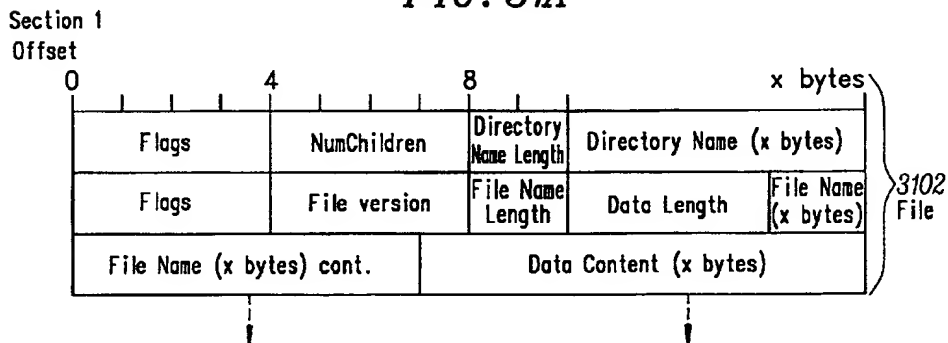 Section 1
Offset
0 4 8 x bytes
Flags NumChildren Directory Name Length Directory Name (x bytes)
Flags File version File Name Length Data Length File Name (x bytes)
File Name (x bytes) cont. Data Content (x bytes)
3102
File